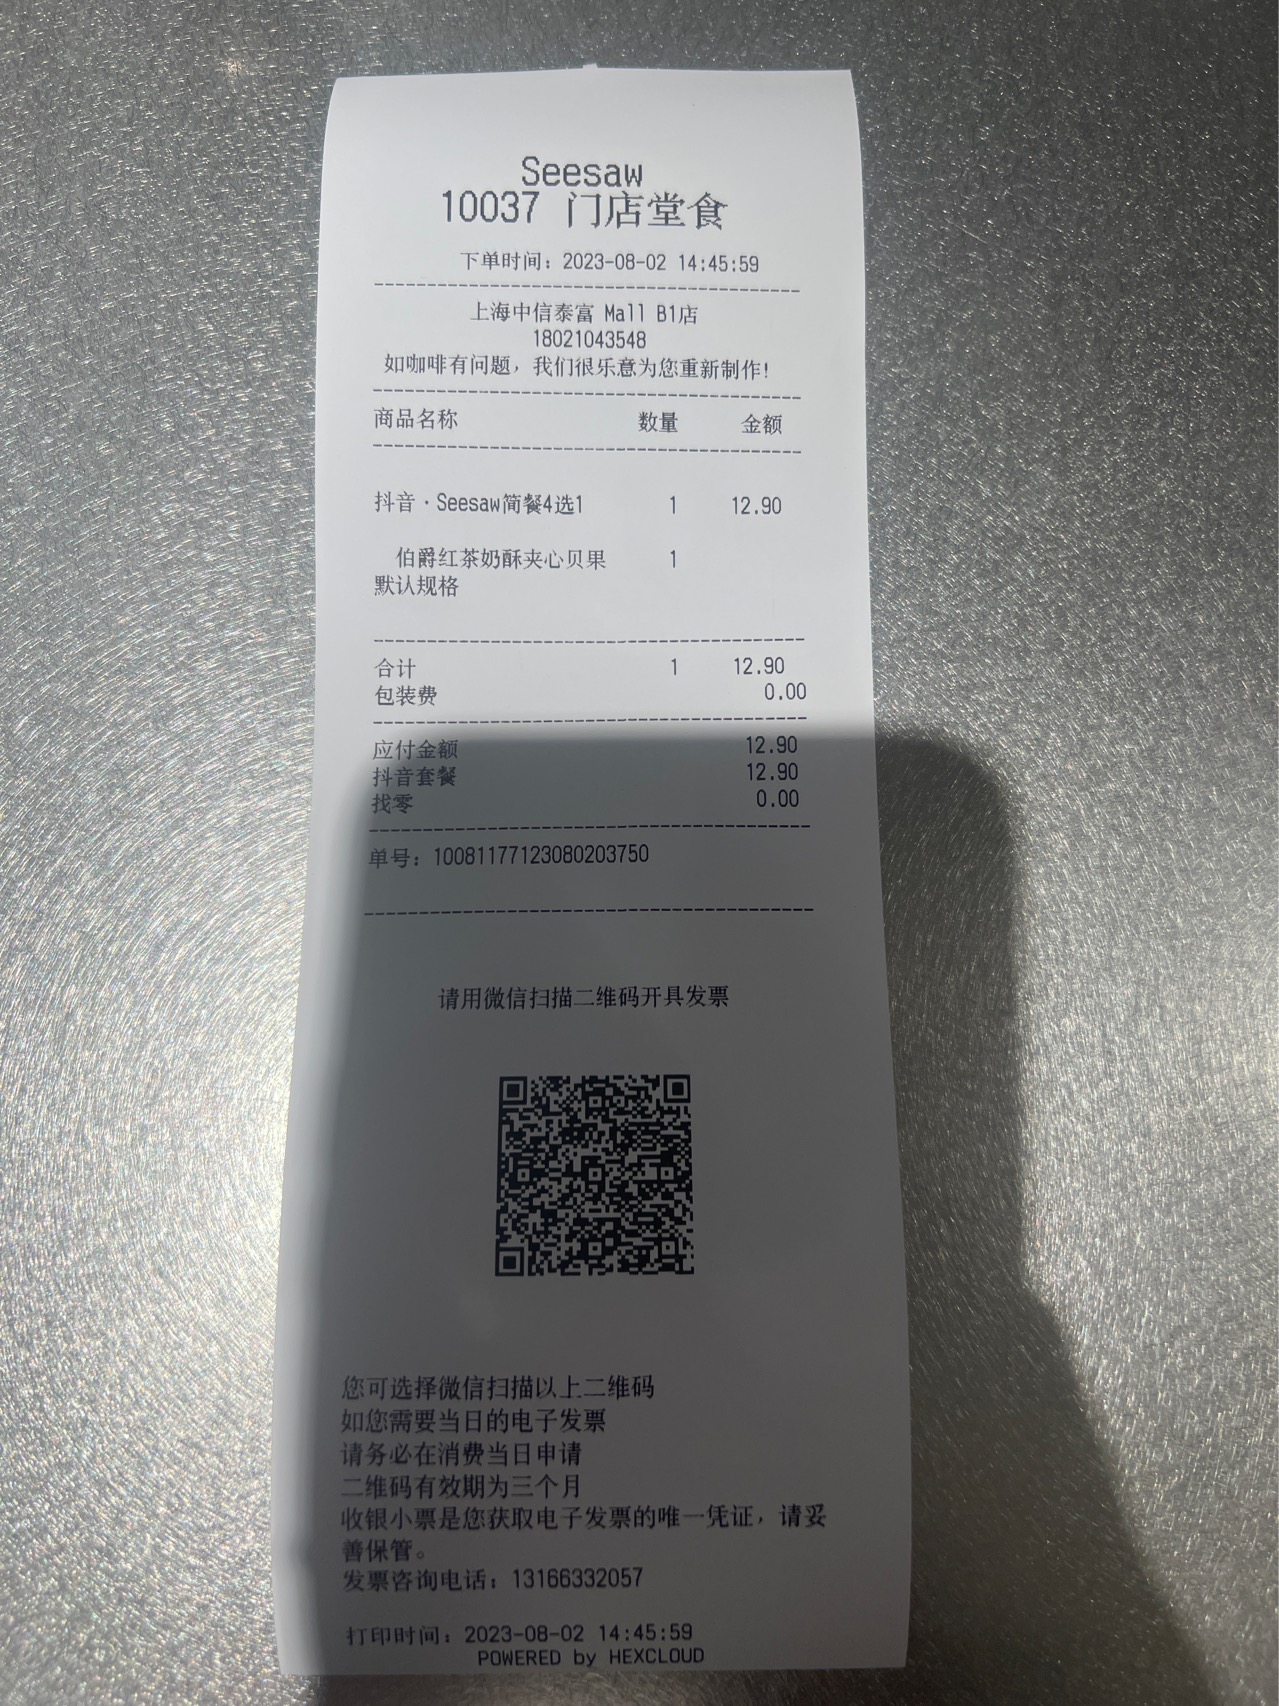 Seesaw
10037 门店堂食
下单时间：2023-08-02 14:45:59
上海中信泰富 Mall B1店
18021043548
如咖啡有问题，我们很乐意为您重新制作!
商品名称 数量 金额
抖音·Seesaw简餐4选1 1 12.90
伯爵红茶奶酥夹心贝果 1
默认规格
合计 1 12.90
包装费 0.00
应付金额 12.90
抖音套餐 12.90
找零 0.00
单号：10081177123080203750
请用微信扫描二维码开具发票
您可选择微信扫描以上二维码
如您需要当日的电子发票
请务必在消费当日申请
二维码有效期为三个月
收银小票是您获取电子发票的唯一凭证，请妥
善保管。
发票咨询电话：13166332057
打印时间：2023-08-02 14:45:59
POWERED by HEXCLOUD